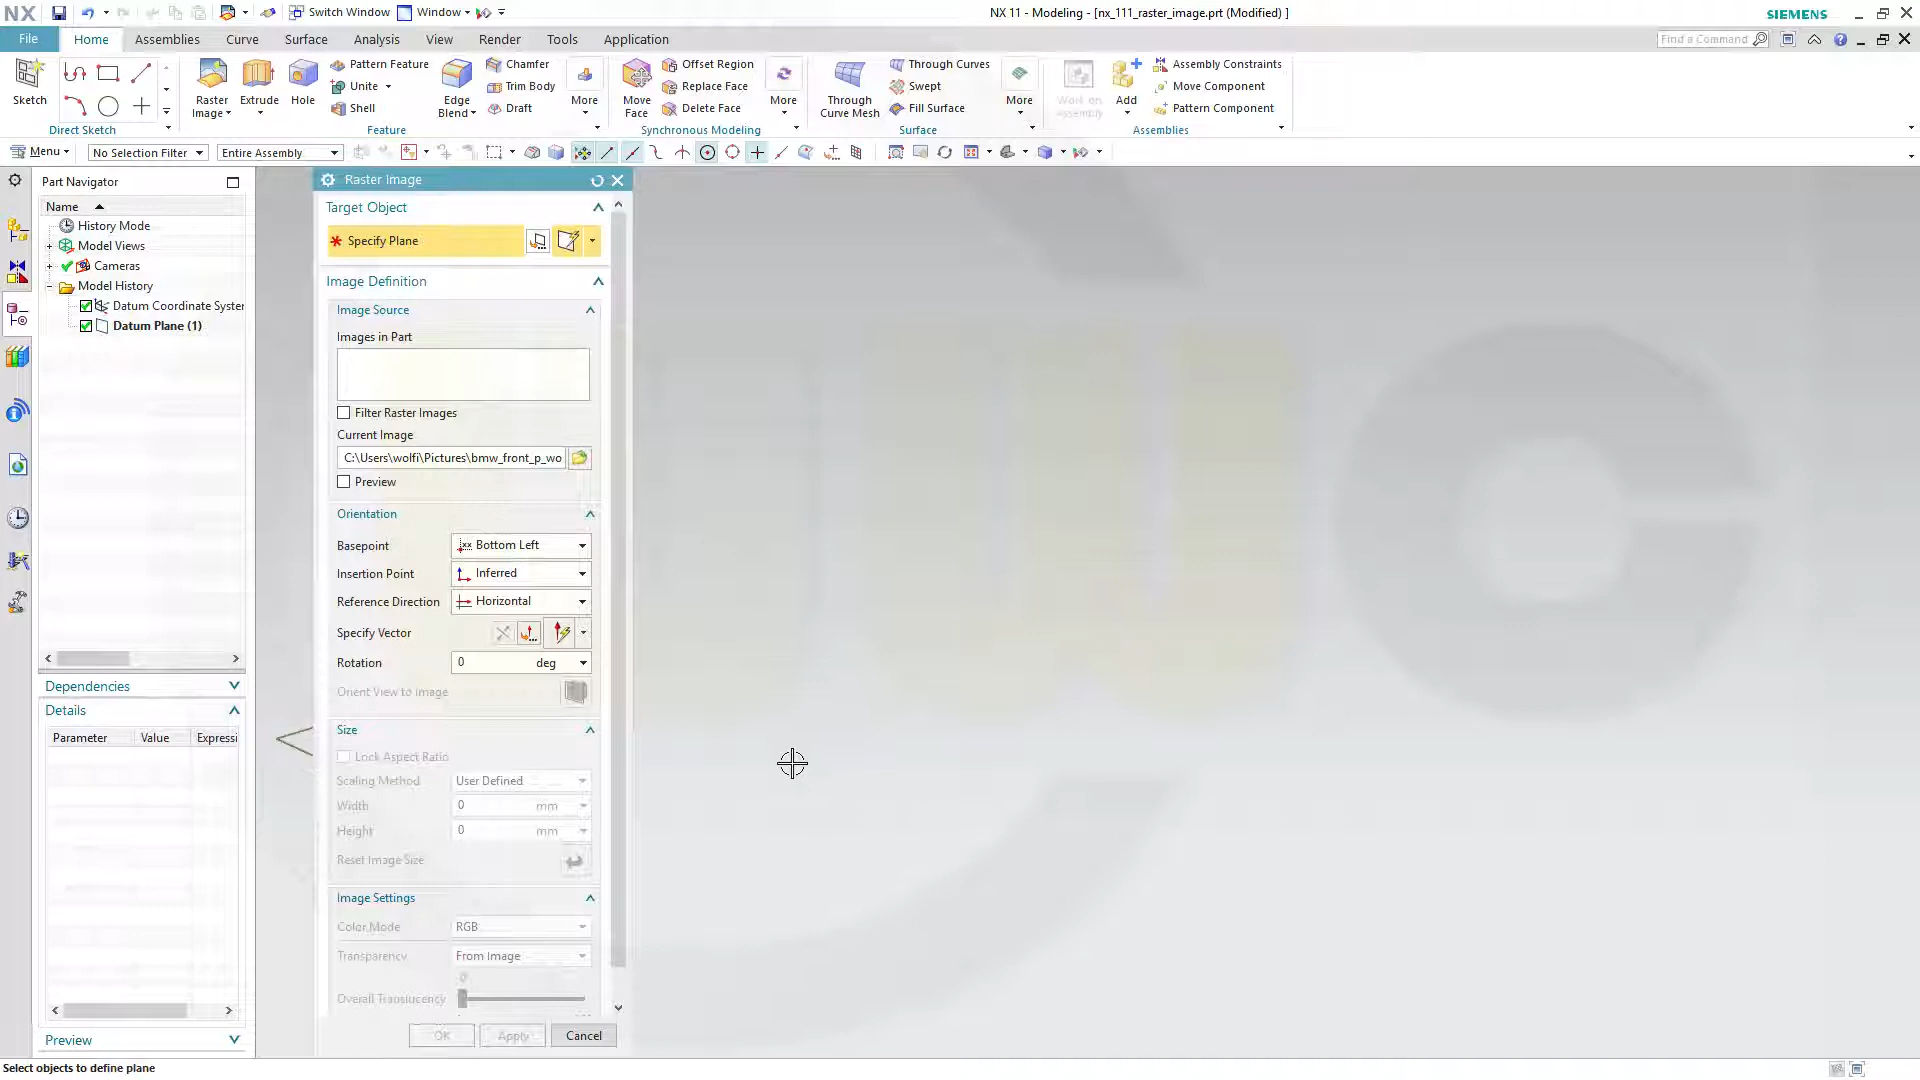 NX
Switch Window
Window
NX 11 - Modeling - [nx_111_raster_image.prt (Modified) ]
SIEMENS
File
Home
Assemblies
Curve
Surface
Analysis
View
Render
Tools
Application
Find a Command
Sketch
Direct Sketch
Raster
Image
Extrude
Hole
Pattern Feature
Unite
Shell
Edge
Blend
Chamfer
Trim Body
Draft
More
Feature
Move
Face
Offset Region
Replace Face
Delete Face
More
Synchronous Modeling
Through
Curve Mesh
Through Curves
Swept
Fill Surface
More
Surface
Work on
Assembly
Add
Assembly Constraints
Move Component
Pattern Component
Assemblies
Menu
No Selection Filter
Entire Assembly
Part Navigator
Name
History Mode
Model Views
Cameras
Model History
Datum Coordinate Syster
Datum Plane (1)
Dependencies
Details
Parameter
Value
Expressi
Preview
Raster Image
Target Object
* Specify Plane
Image Definition
Image Source
Images in Part
Filter Raster Images
Current Image
C:\Users\wolfi\Pictures\bmw_front_p_wo
Preview
Orientation
Basepoint
Bottom Left
Insertion Point
Inferred
Reference Direction
Horizontal
Specify Vector
Rotation
0
deg
Orient View to Image
Size
Lock Aspect Ratio
Scaling Method
User Defined
Width
0
mm
Height
0
mm
Reset Image Size
Image Settings
Color Mode
RGB
Transparency
From Image
0
Overall Translucency
OK
Apply
Cancel
Select objects to define plane